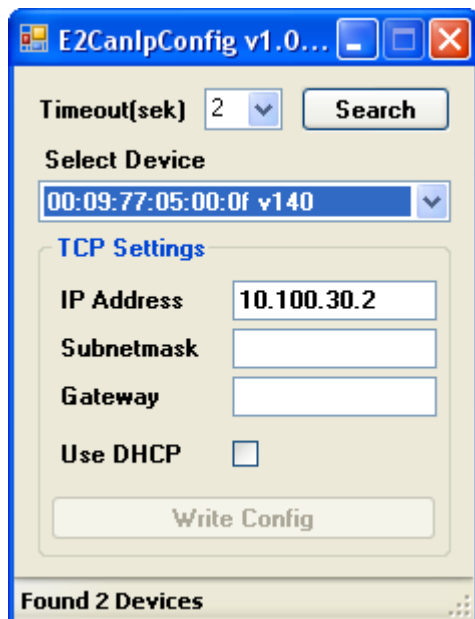 E2CanIpConfig v1.0...
Timeout(sek) 2 Search
Select Device
00:09:77:05:00:0f v140
TCP Settings
IP Address 10.100.30.2
Subnetmask
Gateway
Use DHCP
Write Config
Found 2 Devices